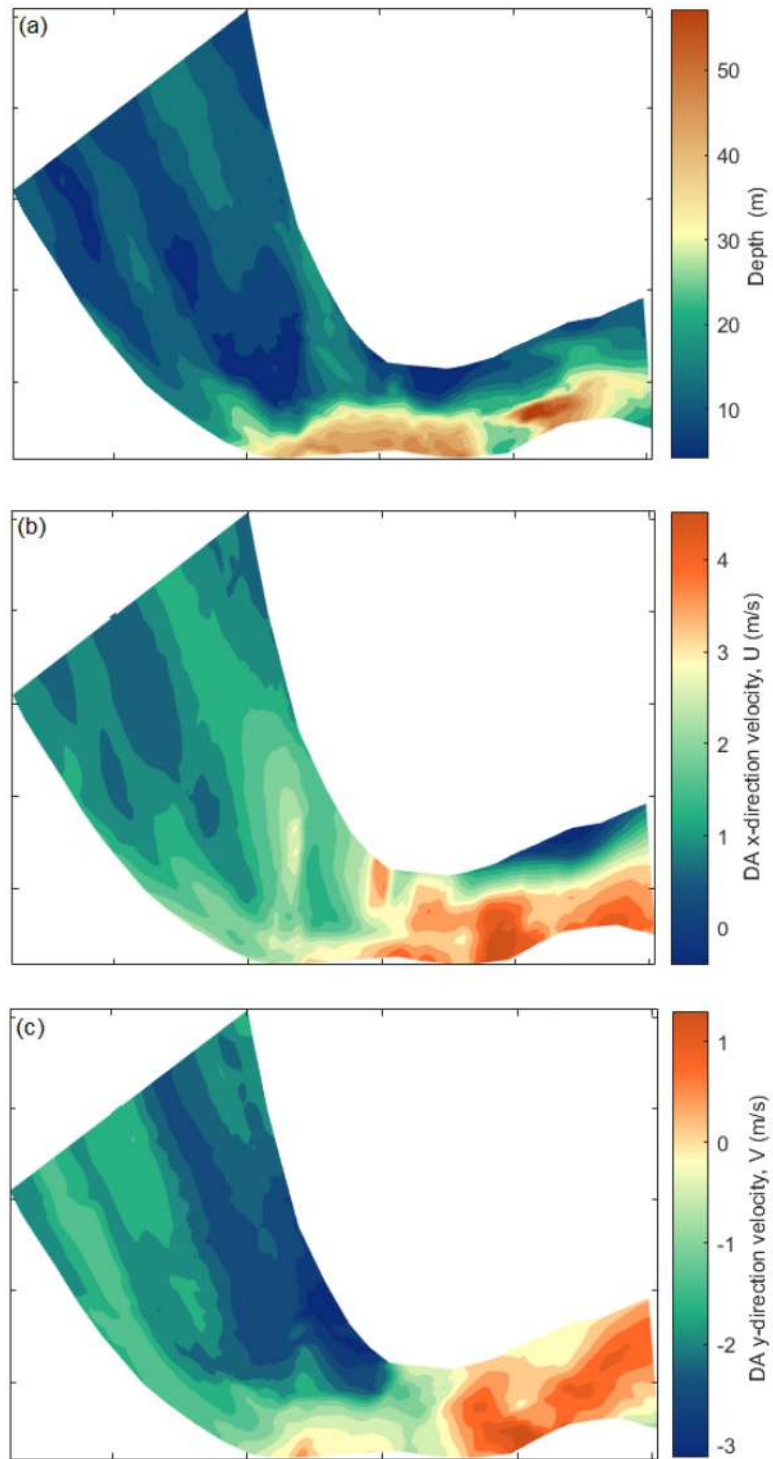 (a)
50
40
30
20
10
Depth (m)
(b)
4
3
2
1
0
DA x-direction velocity, U (m/s)
(c)
1
0
-1
-2
-3
DA y-direction velocity, V (m/s)